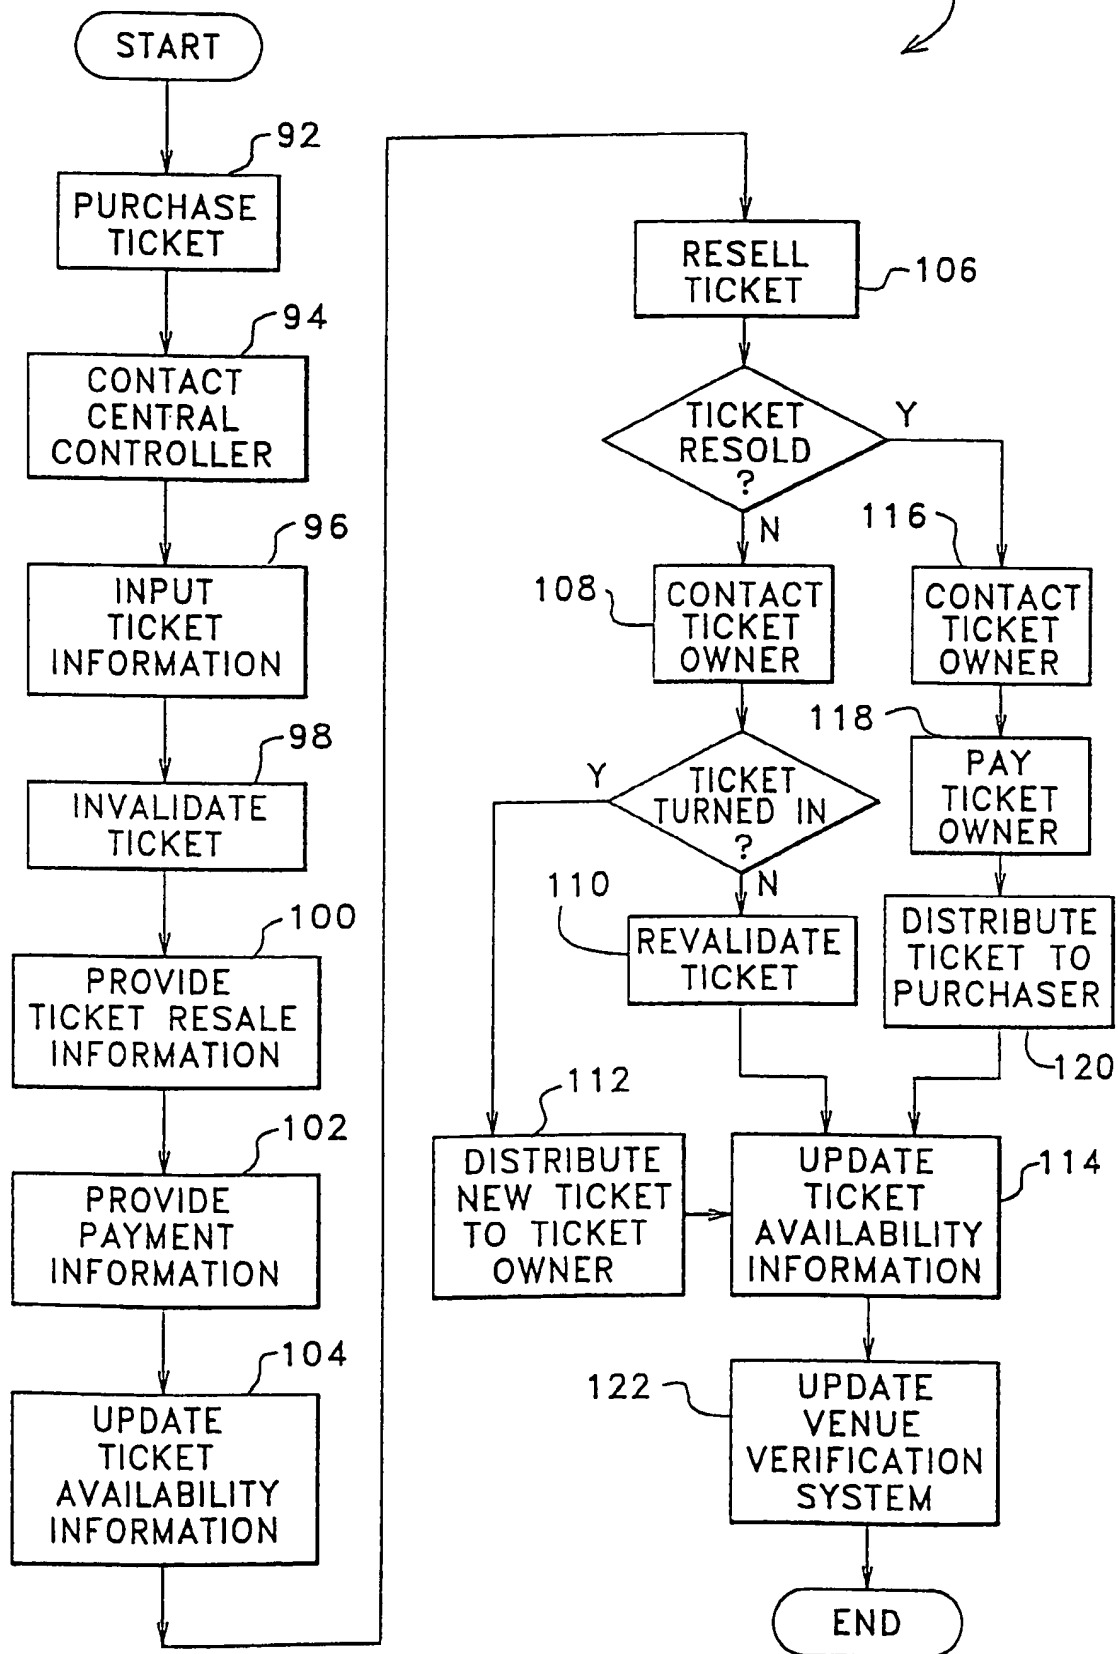 START
92
PURCHASE
TICKET
94
CONTACT
CENTRAL
CONTROLLER
96
INPUT
TICKET
INFORMATION
98
INVALIDATE
TICKET
100
PROVIDE
TICKET RESALE
INFORMATION
102
PROVIDE
PAYMENT
INFORMATION
104
UPDATE
TICKET
AVAILABILITY
INFORMATION
RESELL
TICKET
106
TICKET
RESOLD
?
Y
N
108
CONTACT
TICKET
OWNER
116
CONTACT
TICKET
OWNER
TICKET
TURNED IN
?
Y
N
118
PAY
TICKET
OWNER
110
REVALIDATE
TICKET
DISTRIBUTE
TICKET TO
PURCHASER
120
112
DISTRIBUTE
NEW TICKET
TO TICKET
OWNER
UPDATE
TICKET
AVAILABILITY
INFORMATION
114
122
UPDATE
VENUE
VERIFICATION
SYSTEM
END